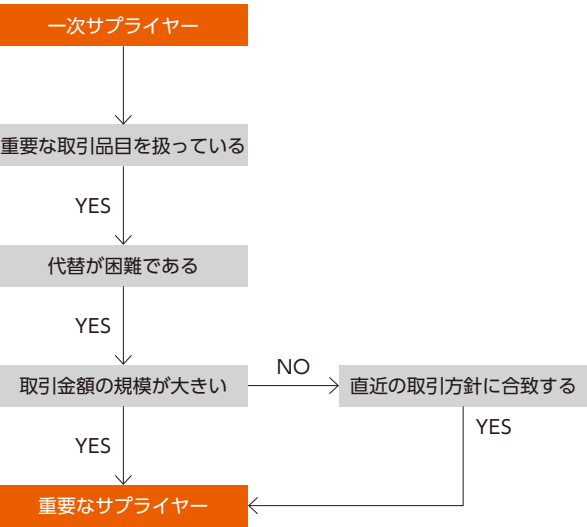 一次サプライヤー
重要な取引品目を扱っている
YES
代替が困難である
YES
取引金額の規模が大きい
NO
直近の取引方針に合致する
YES
YES
重要なサプライヤー